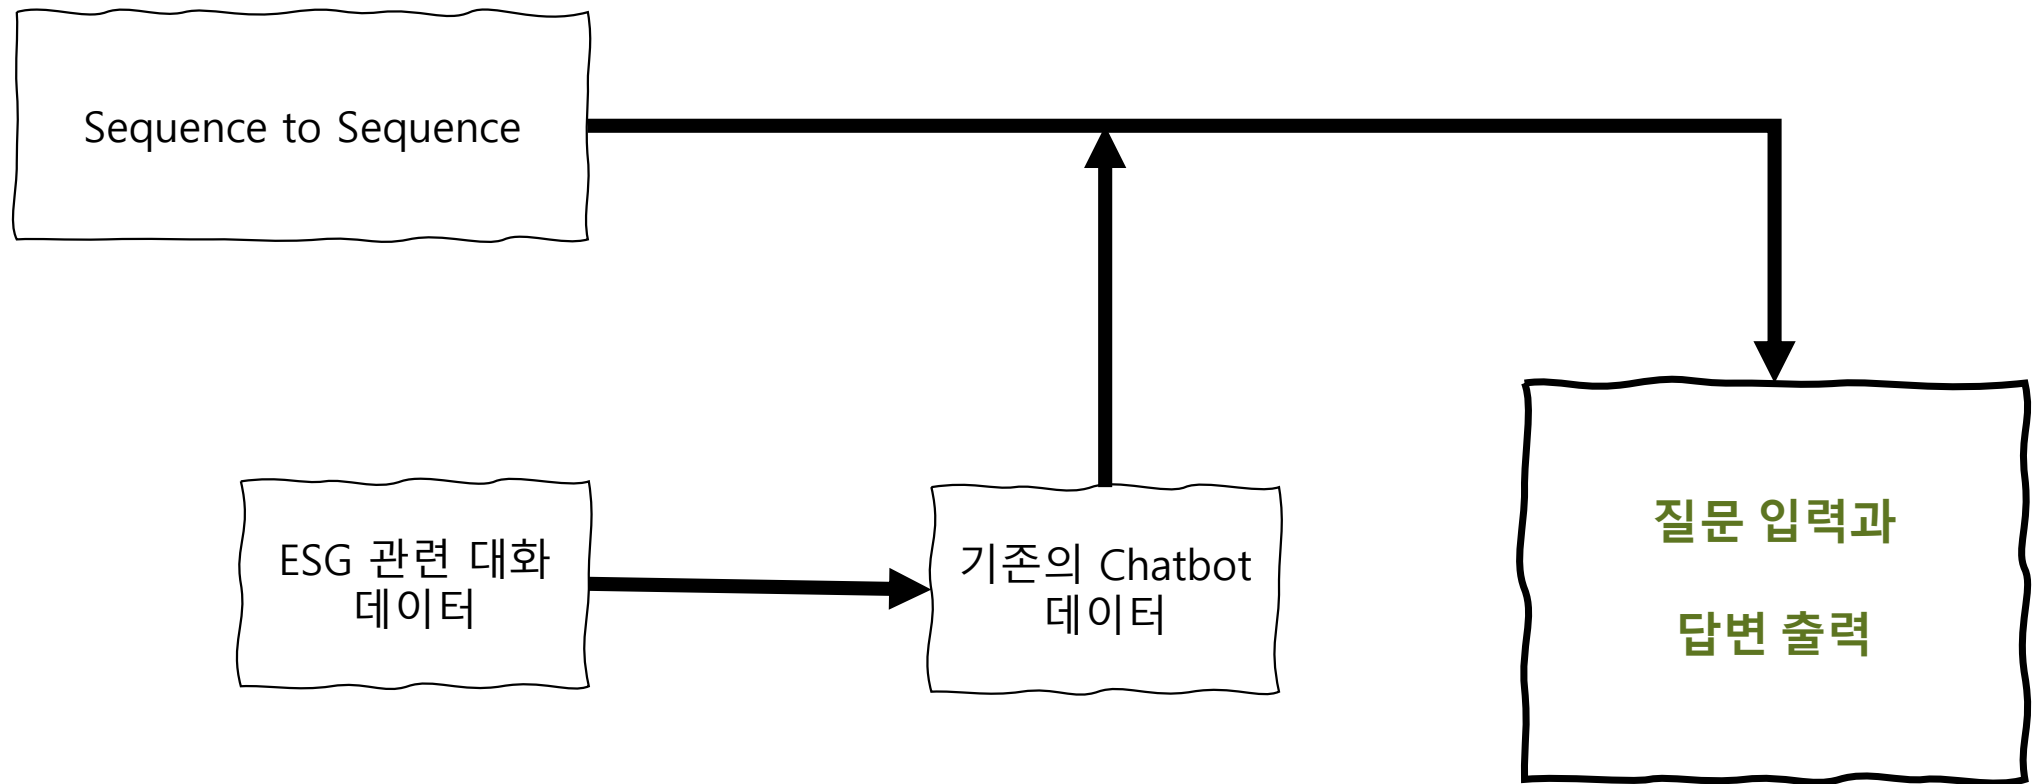 Sequence to Sequence
ESG 관련 대화
데이터
기존의 Chatbot
데이터
질문 입력과
답변 출력